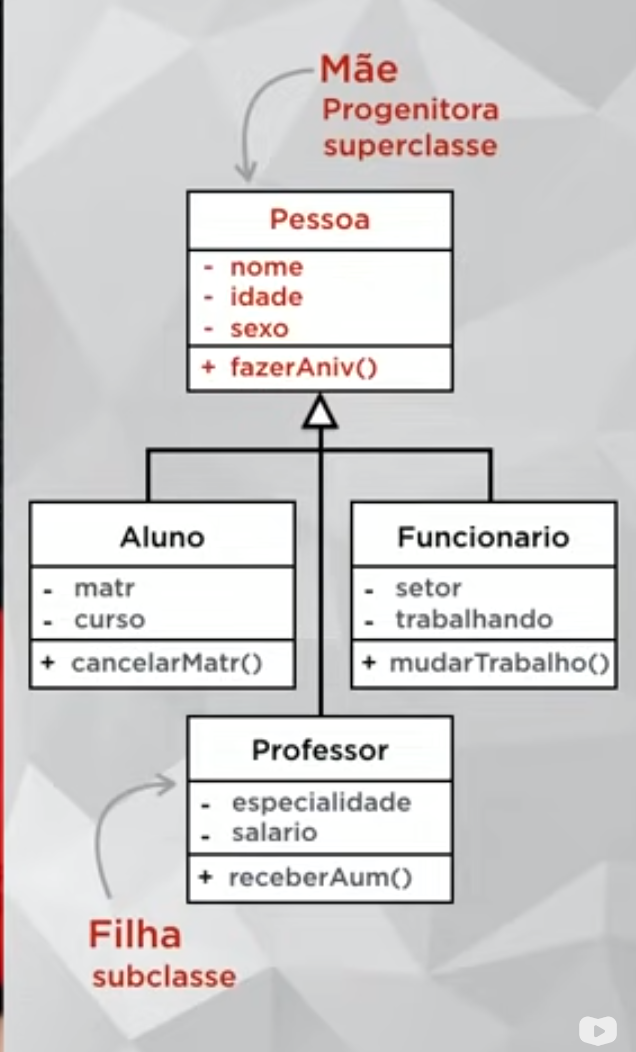 Mãe
Progenitora
superclasse
Pessoa
- nome
- idade
- sexo
+ fazerAniv()
Aluno
- matr
- curso
+ cancelarMatr()
Funcionario
- setor
- trabalhando
+ mudarTrabalho()
Professor
- especialidade
- salario
+ receberAum()
Filha
subclasse